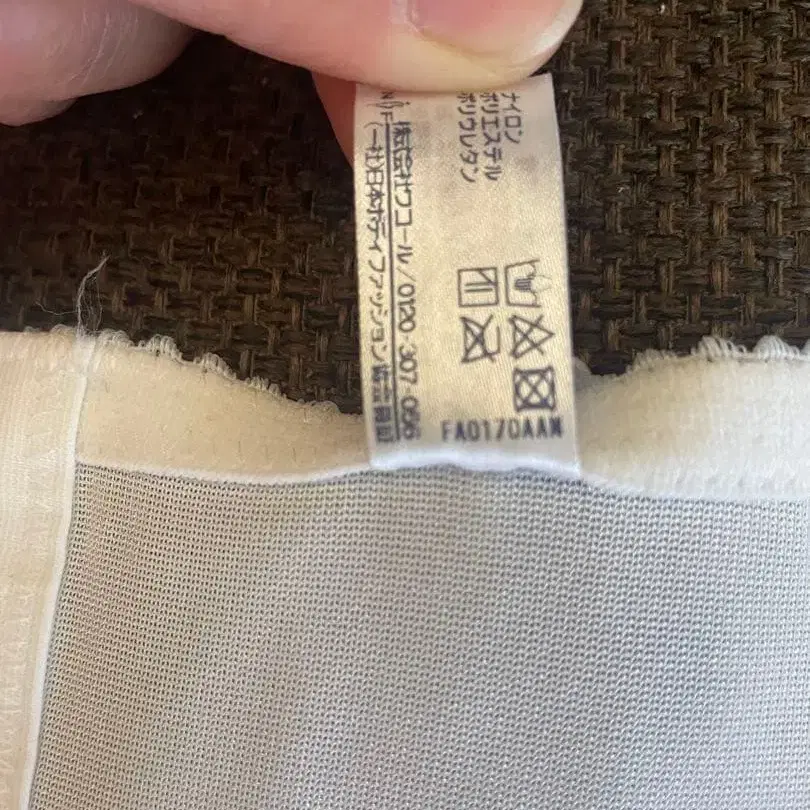 ナイロン
ポリエステル
ポリウレタン
株式会社ワコール/0120-307-056
(一社)日本ボディファッション協会員
FA0170AAM